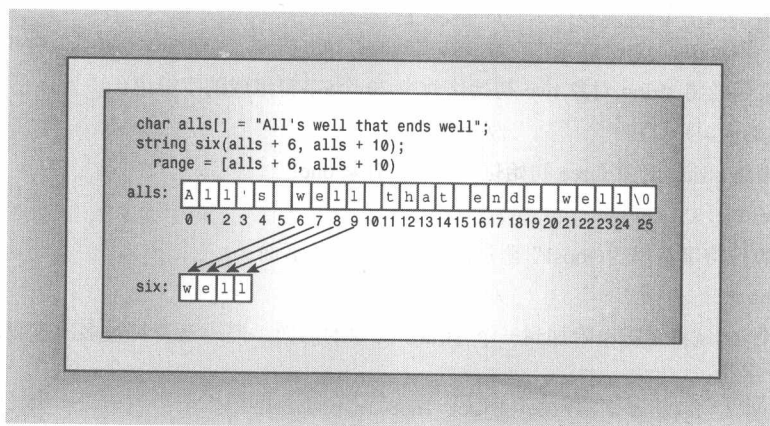 char alls[] = "All's well that ends well";
string six(alls + 6, alls + 10);
range = [alls + 6, alls + 10)
alls: A l l ' s w e l l t h a t e n d s w e l l \0
0 1 2 3 4 5 6 7 8 9 10 11 12 13 14 15 16 17 18 19 20 21 22 23 24 25
six: w e l l